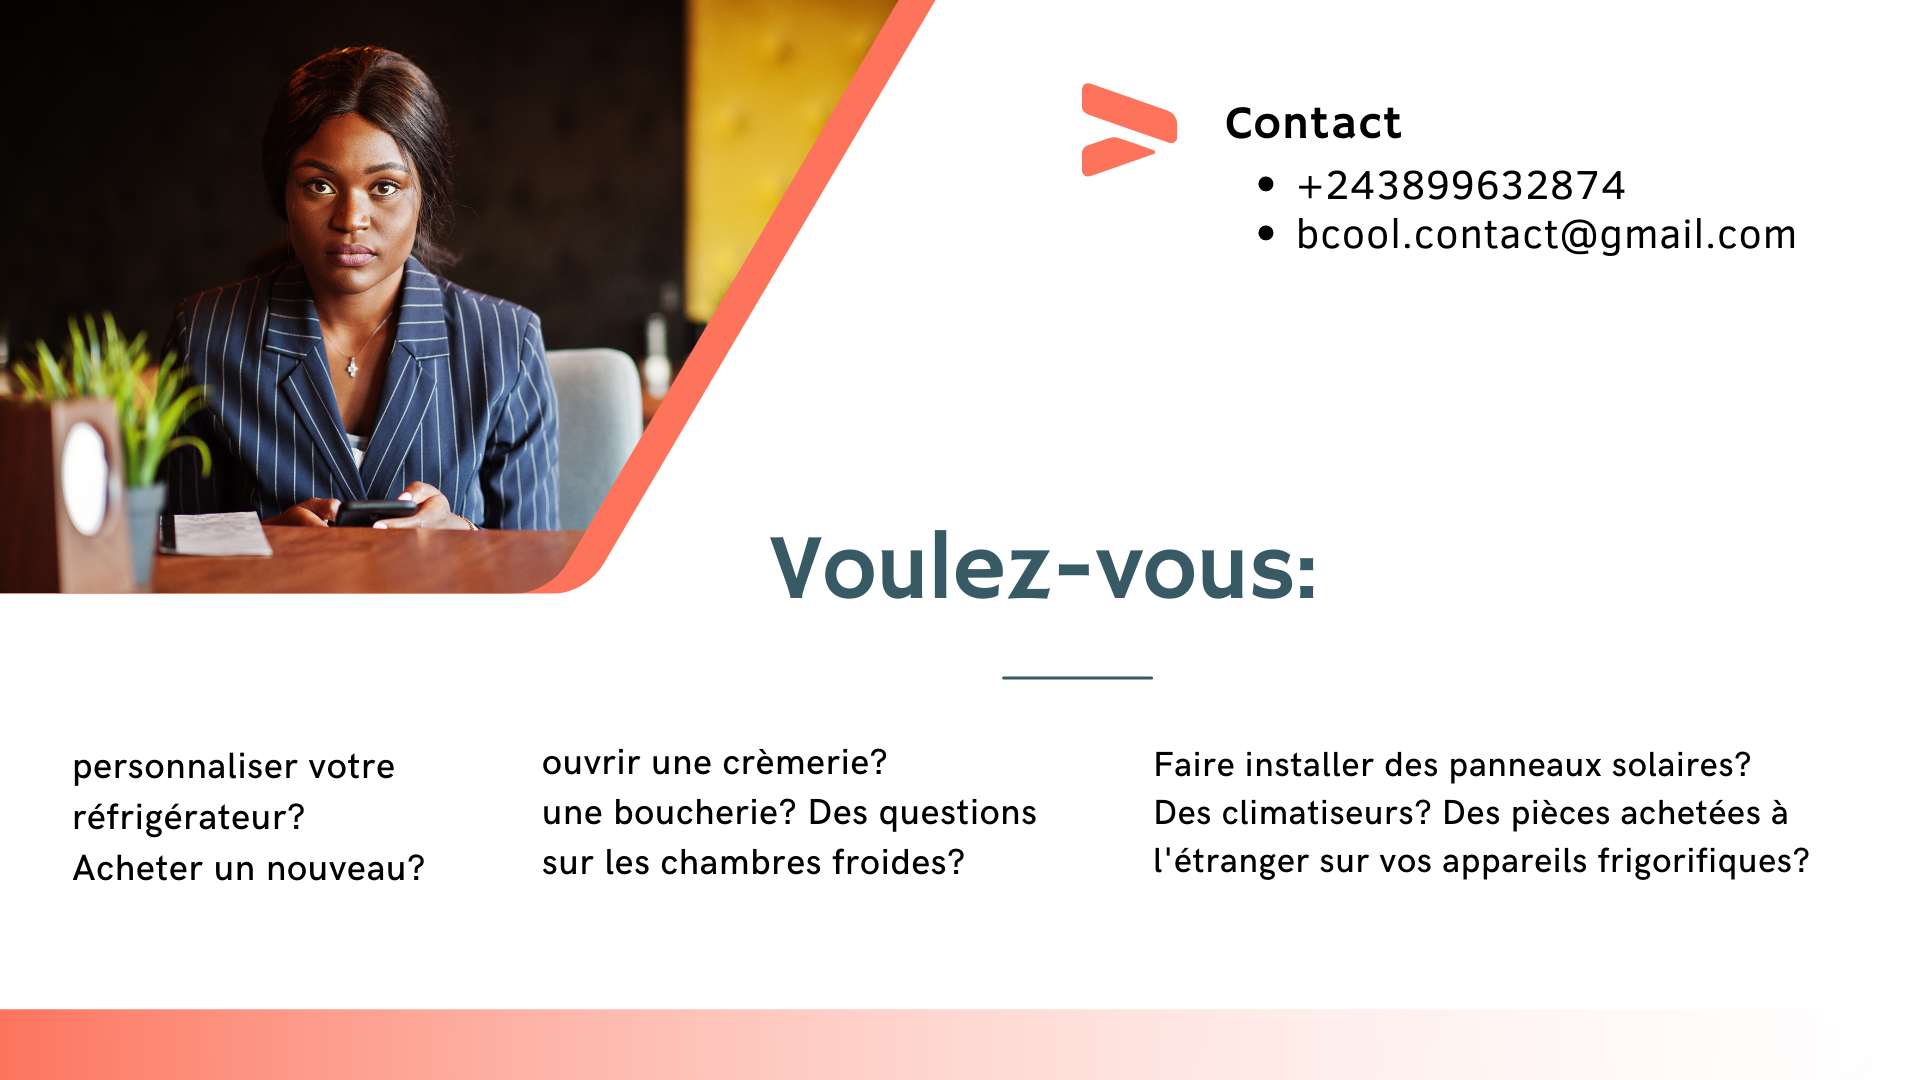 Contact
+243899632874
bcool.contact@gmail.com
Voulez-vous:
personnaliser votre
réfrigérateur?
Acheter un nouveau?
ouvrir une crèmerie?
une boucherie? Des questions
sur les chambres froides?
Faire installer des panneaux solaires?
Des climatiseurs? Des pièces achetées à
l'étranger sur vos appareils frigorifiques?